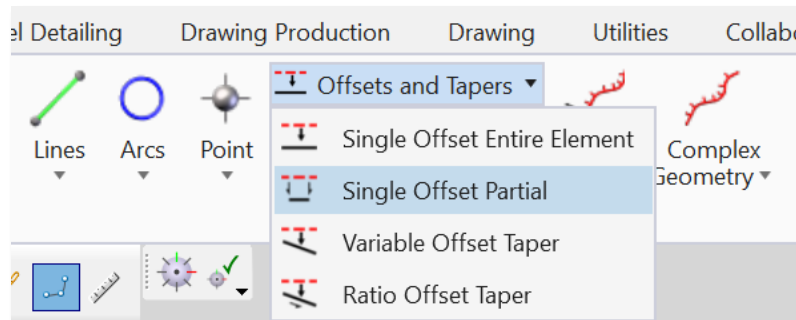 el Detailing Drawing Production Drawing Utilities Collabo
Offsets and Tapers
Lines Arcs Point
Single Offset Entire Element
Complex
Geometry
Single Offset Partial
Variable Offset Taper
Ratio Offset Taper